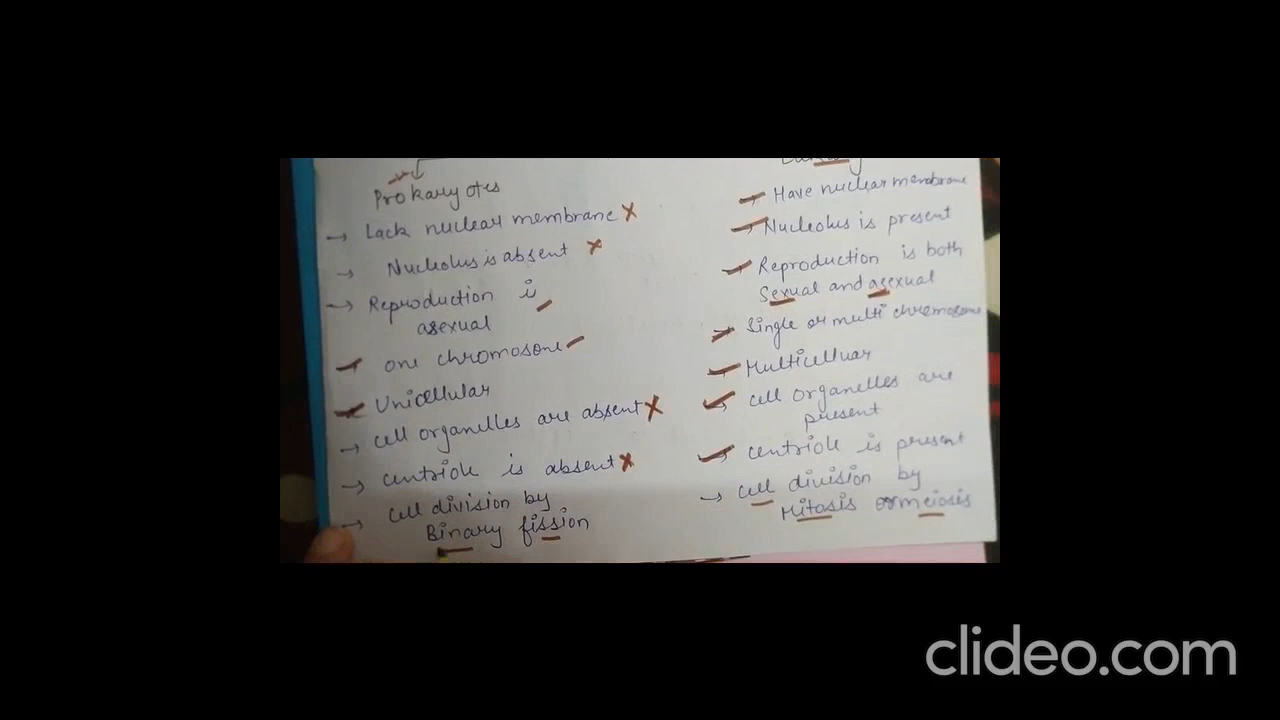 Prokaryotes
→ Lack nuclear membrane x
→ Nucleolus is absent x
→ Reproduction is
asexual
→ one chromosone
→ Unicellular
→ cell organelles are absent x
→ centriole is absent x
→ cell division by
Binary fission
→ Have nuclear membrane
→ Nucleolus is present
→ Reproduction is both
Sexual and asexual
→ Single or multi chromosome
→ Multicelluar
→ cell organelles are
present
→ centriole is present
→ cell division by
Mitosis or meiosis
clideo.com